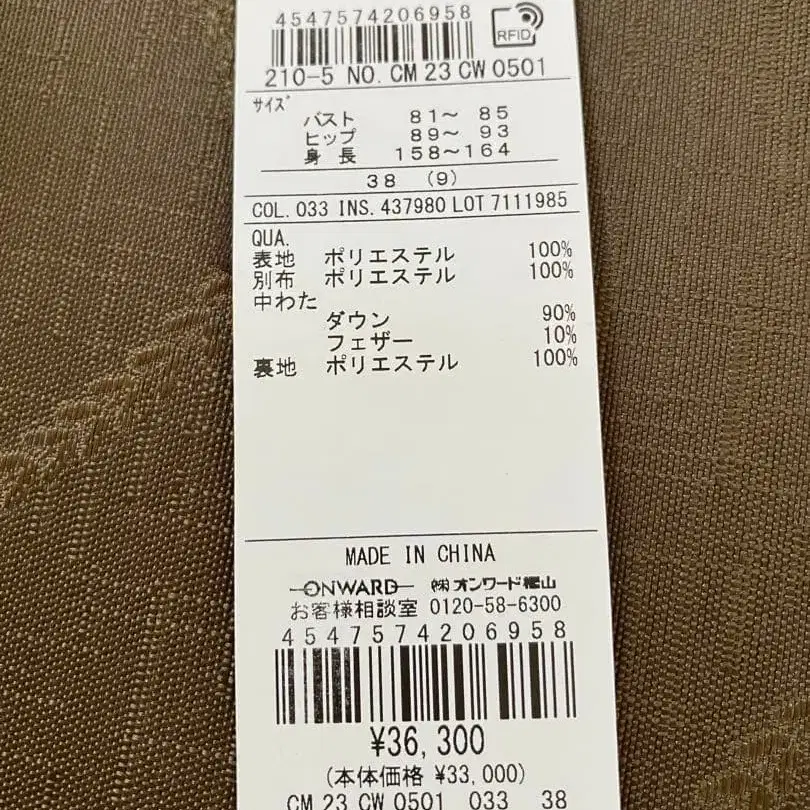 4547574206958
RFID
210-5 NO. CM 23 CW 0501
サイズ
バスト 81～ 85
ヒップ 89～ 93
身長 158～164
38 (9)
COL. 033 INS. 437980 LOT 7111985
QUA.
表地 ポリエステル 100%
別布 ポリエステル 100%
中わた
ダウン 90%
フェザー 10%
裏地 ポリエステル 100%
MADE IN CHINA
ONWARD ㈱オンワード樫山
お客様相談室 0120-58-6300
4547574206958
¥36,300
(本体価格 ¥33,000)
CM 23 CW 0501 033 38